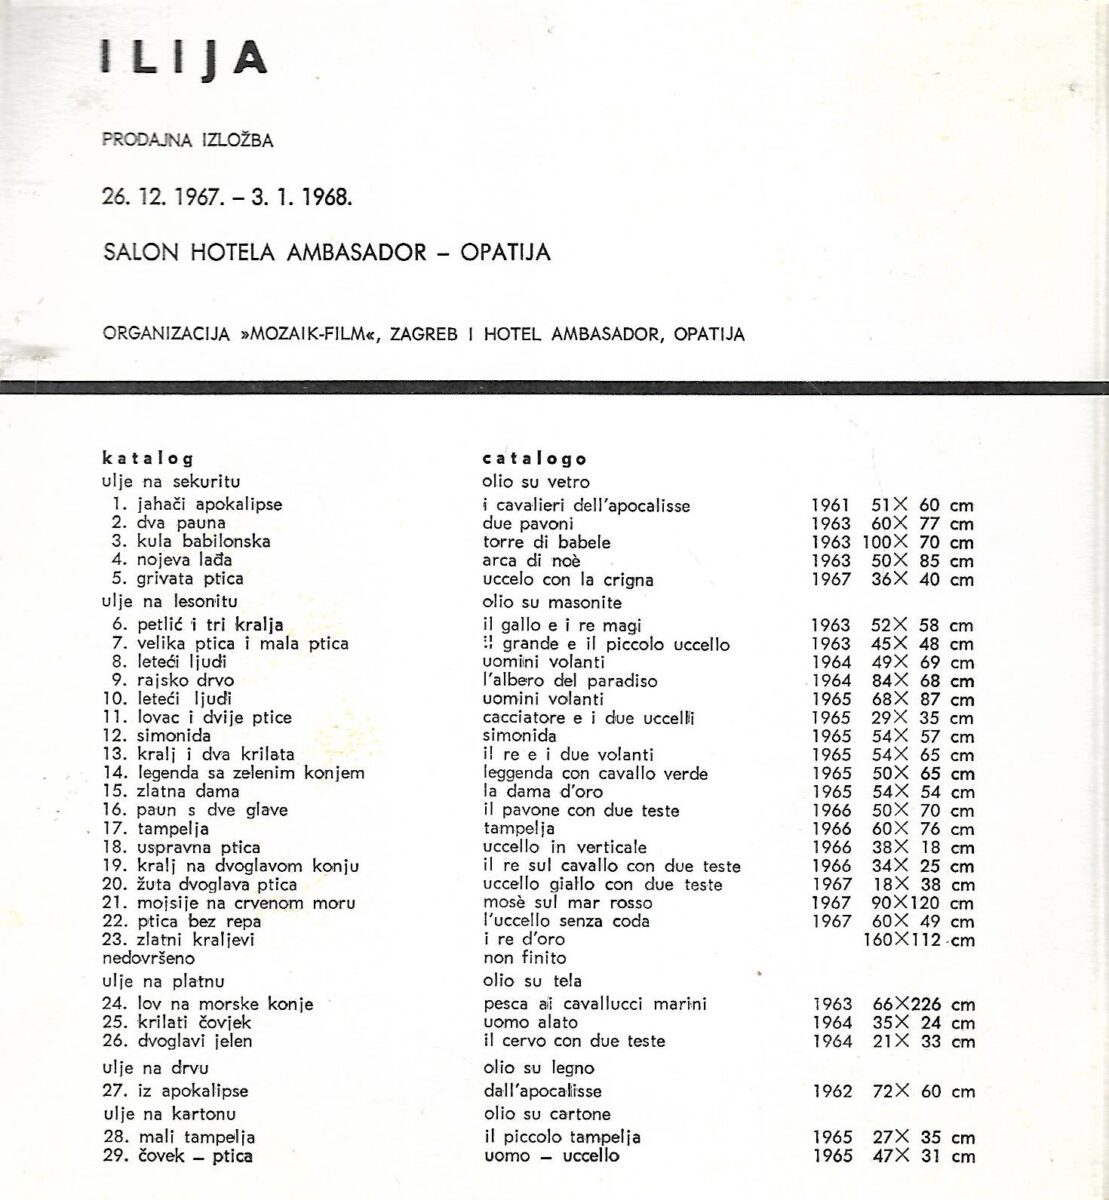 ILIJA
PRODAJNA IZLOŽBA
26. 12. 1967. – 3. 1. 1968.
SALON HOTELA AMBASADOR – OPATIJA
ORGANIZACIJA »MOZAIK-FILM«, ZAGREB I HOTEL AMBASADOR, OPATIJA
katalog catalogo
ulje na sekuritu olio su vetro
1. jahači apokalipse i cavalieri dell'apocalisse 1961 51× 60 cm
2. dva pauna due pavoni 1963 60× 77 cm
3. kula babilonska torre di babele 1963 100× 70 cm
4. nojeva lađa arca di noè 1963 50× 85 cm
5. grivata ptica uccelo con la crigna 1967 36× 40 cm
ulje na lesonitu olio su masonite
6. petlić i tri kralja il gallo e i re magi 1963 52× 58 cm
7. velika ptica i mala ptica il grande e il piccolo uccello 1963 45× 48 cm
8. leteći ljudi uomini volanti 1964 49× 69 cm
9. rajsko drvo l'albero del paradiso 1964 84× 68 cm
10. leteći ljudi uomini volanti 1965 68× 87 cm
11. lovac i dvije ptice cacciatore e i due uccelli 1965 29× 35 cm
12. simonida simonida 1965 54× 57 cm
13. kralj i dva krilata il re e i due volanti 1965 54× 65 cm
14. legenda sa zelenim konjem leggenda con cavallo verde 1965 50× 65 cm
15. zlatna dama la dama d'oro 1965 54× 54 cm
16. paun s dve glave il pavone con due teste 1966 50× 70 cm
17. tampelja tampelja 1966 60× 76 cm
18. uspravna ptica uccello in verticale 1966 38× 18 cm
19. kralj na dvoglavom konju il re sul cavallo con due teste 1966 34× 25 cm
20. žuta dvoglava ptica uccello giallo con due teste 1967 18× 38 cm
21. mojsije na crvenom moru mosè sul mar rosso 1967 90×120 cm
22. ptica bez repa l'uccello senza coda 1967 60× 49 cm
23. zlatni kraljevi i re d'oro 160×112 cm
nedovršeno non finito
ulje na platnu olio su tela
24. lov na morske konje pesca ai cavallucci marini 1963 66×226 cm
25. krilati čovjek uomo alato 1964 35× 24 cm
26. dvoglavi jelen il cervo con due teste 1964 21× 33 cm
ulje na drvu olio su legno
27. iz apokalipse dall'apocalisse 1962 72× 60 cm
ulje na kartonu olio su cartone
28. mali tampelja il piccolo tampelja 1965 27× 35 cm
29. čovek – ptica uomo – uccello 1965 47× 31 cm